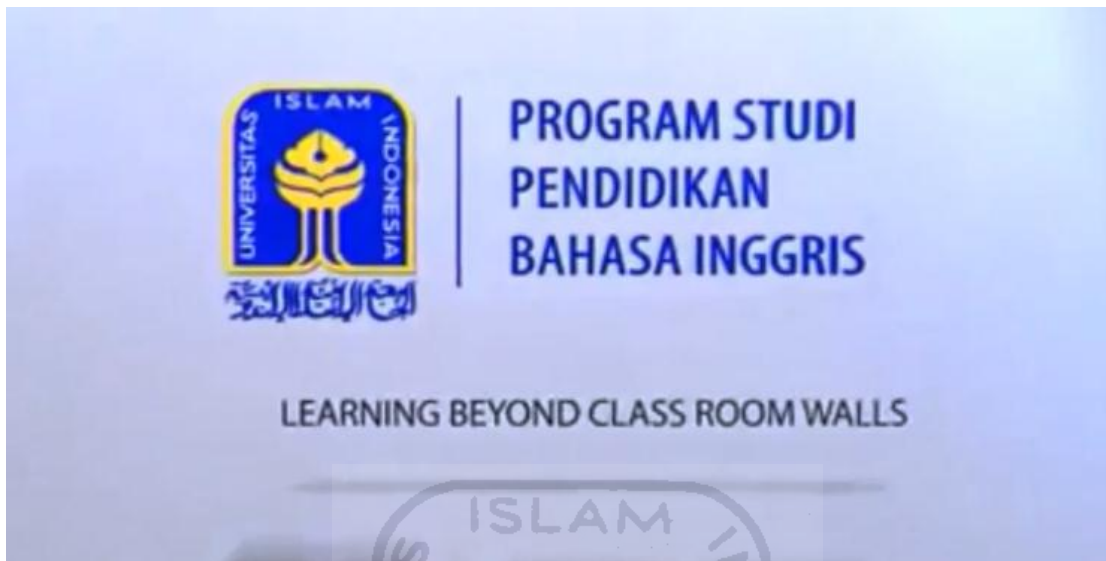 UNIVERSITAS ISLAM INDONESIA
PROGRAM STUDI
PENDIDIKAN
BAHASA INGGRIS
LEARNING BEYOND CLASS ROOM WALLS
ISLAM